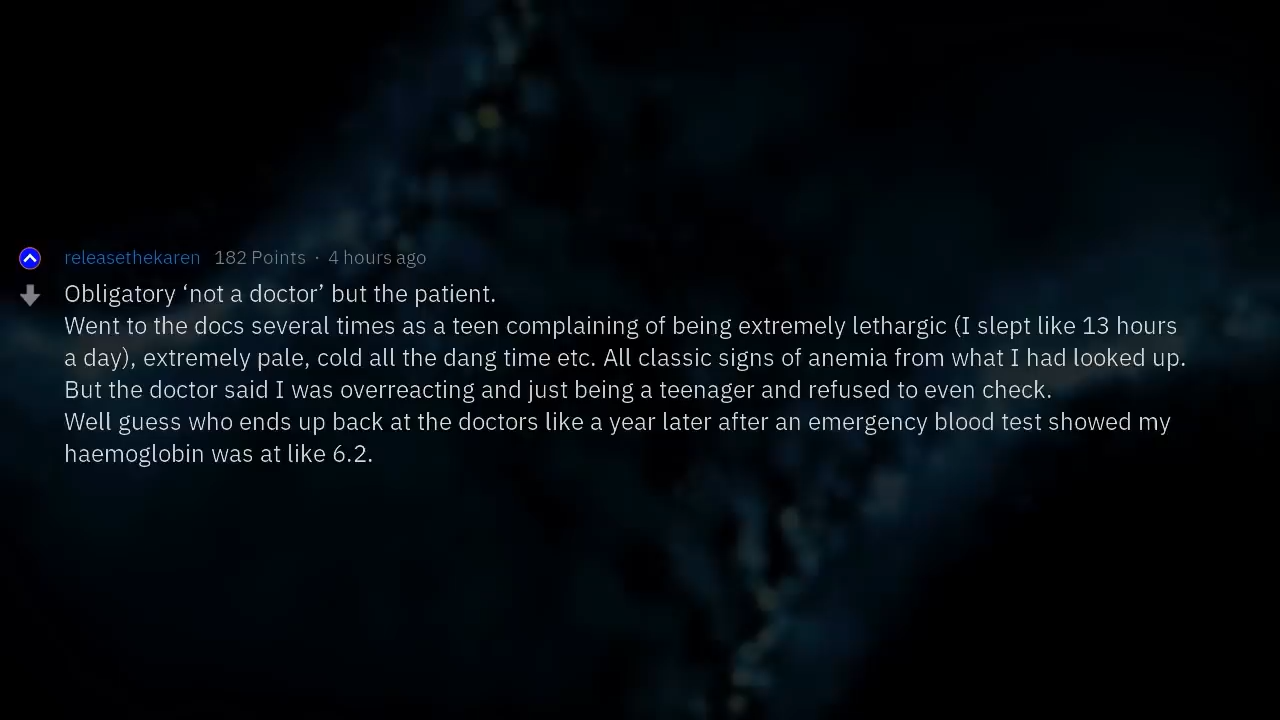 releasethekaren 182 Points · 4 hours ago
Obligatory ‘not a doctor’ but the patient.
Went to the docs several times as a teen complaining of being extremely lethargic (I slept like 13 hours
a day), extremely pale, cold all the dang time etc. All classic signs of anemia from what I had looked up.
But the doctor said I was overreacting and just being a teenager and refused to even check.
Well guess who ends up back at the doctors like a year later after an emergency blood test showed my
haemoglobin was at like 6.2.